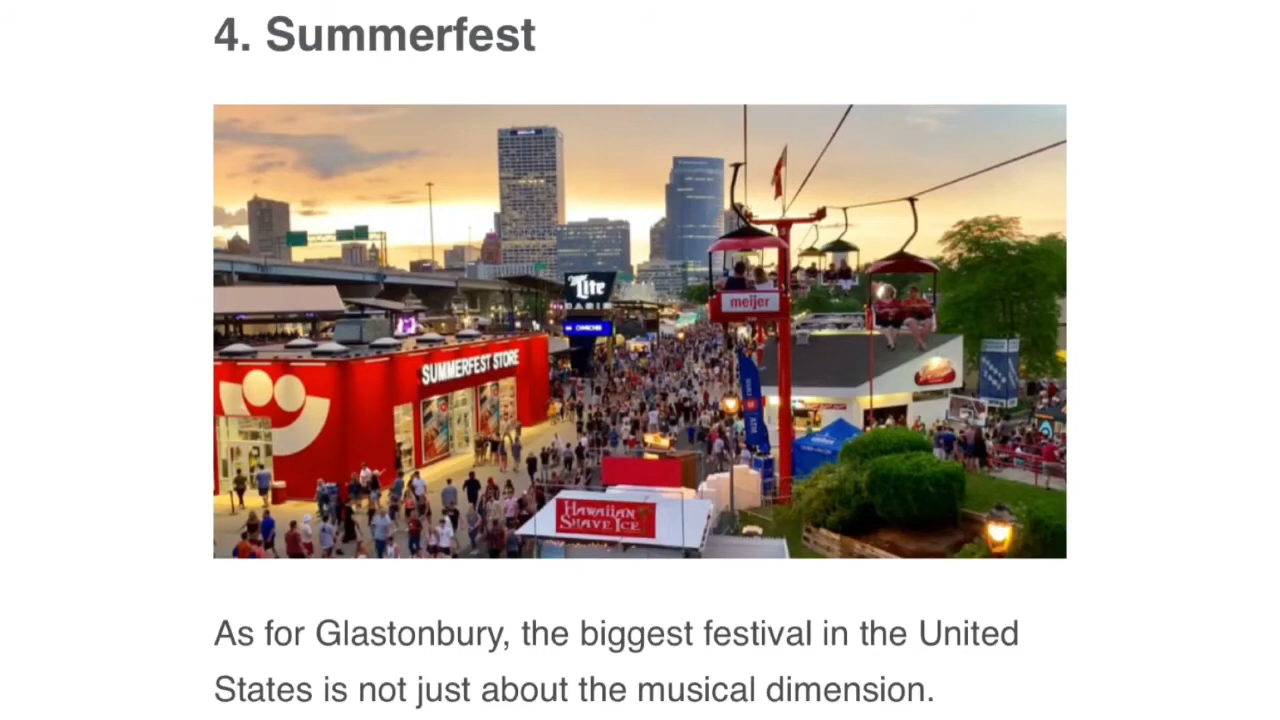 4. Summerfest
Lite
OASIS
meijer
SUMMERFEST STORE
HAWAIIAN
SHAVE ICE
As for Glastonbury, the biggest festival in the United
States is not just about the musical dimension.